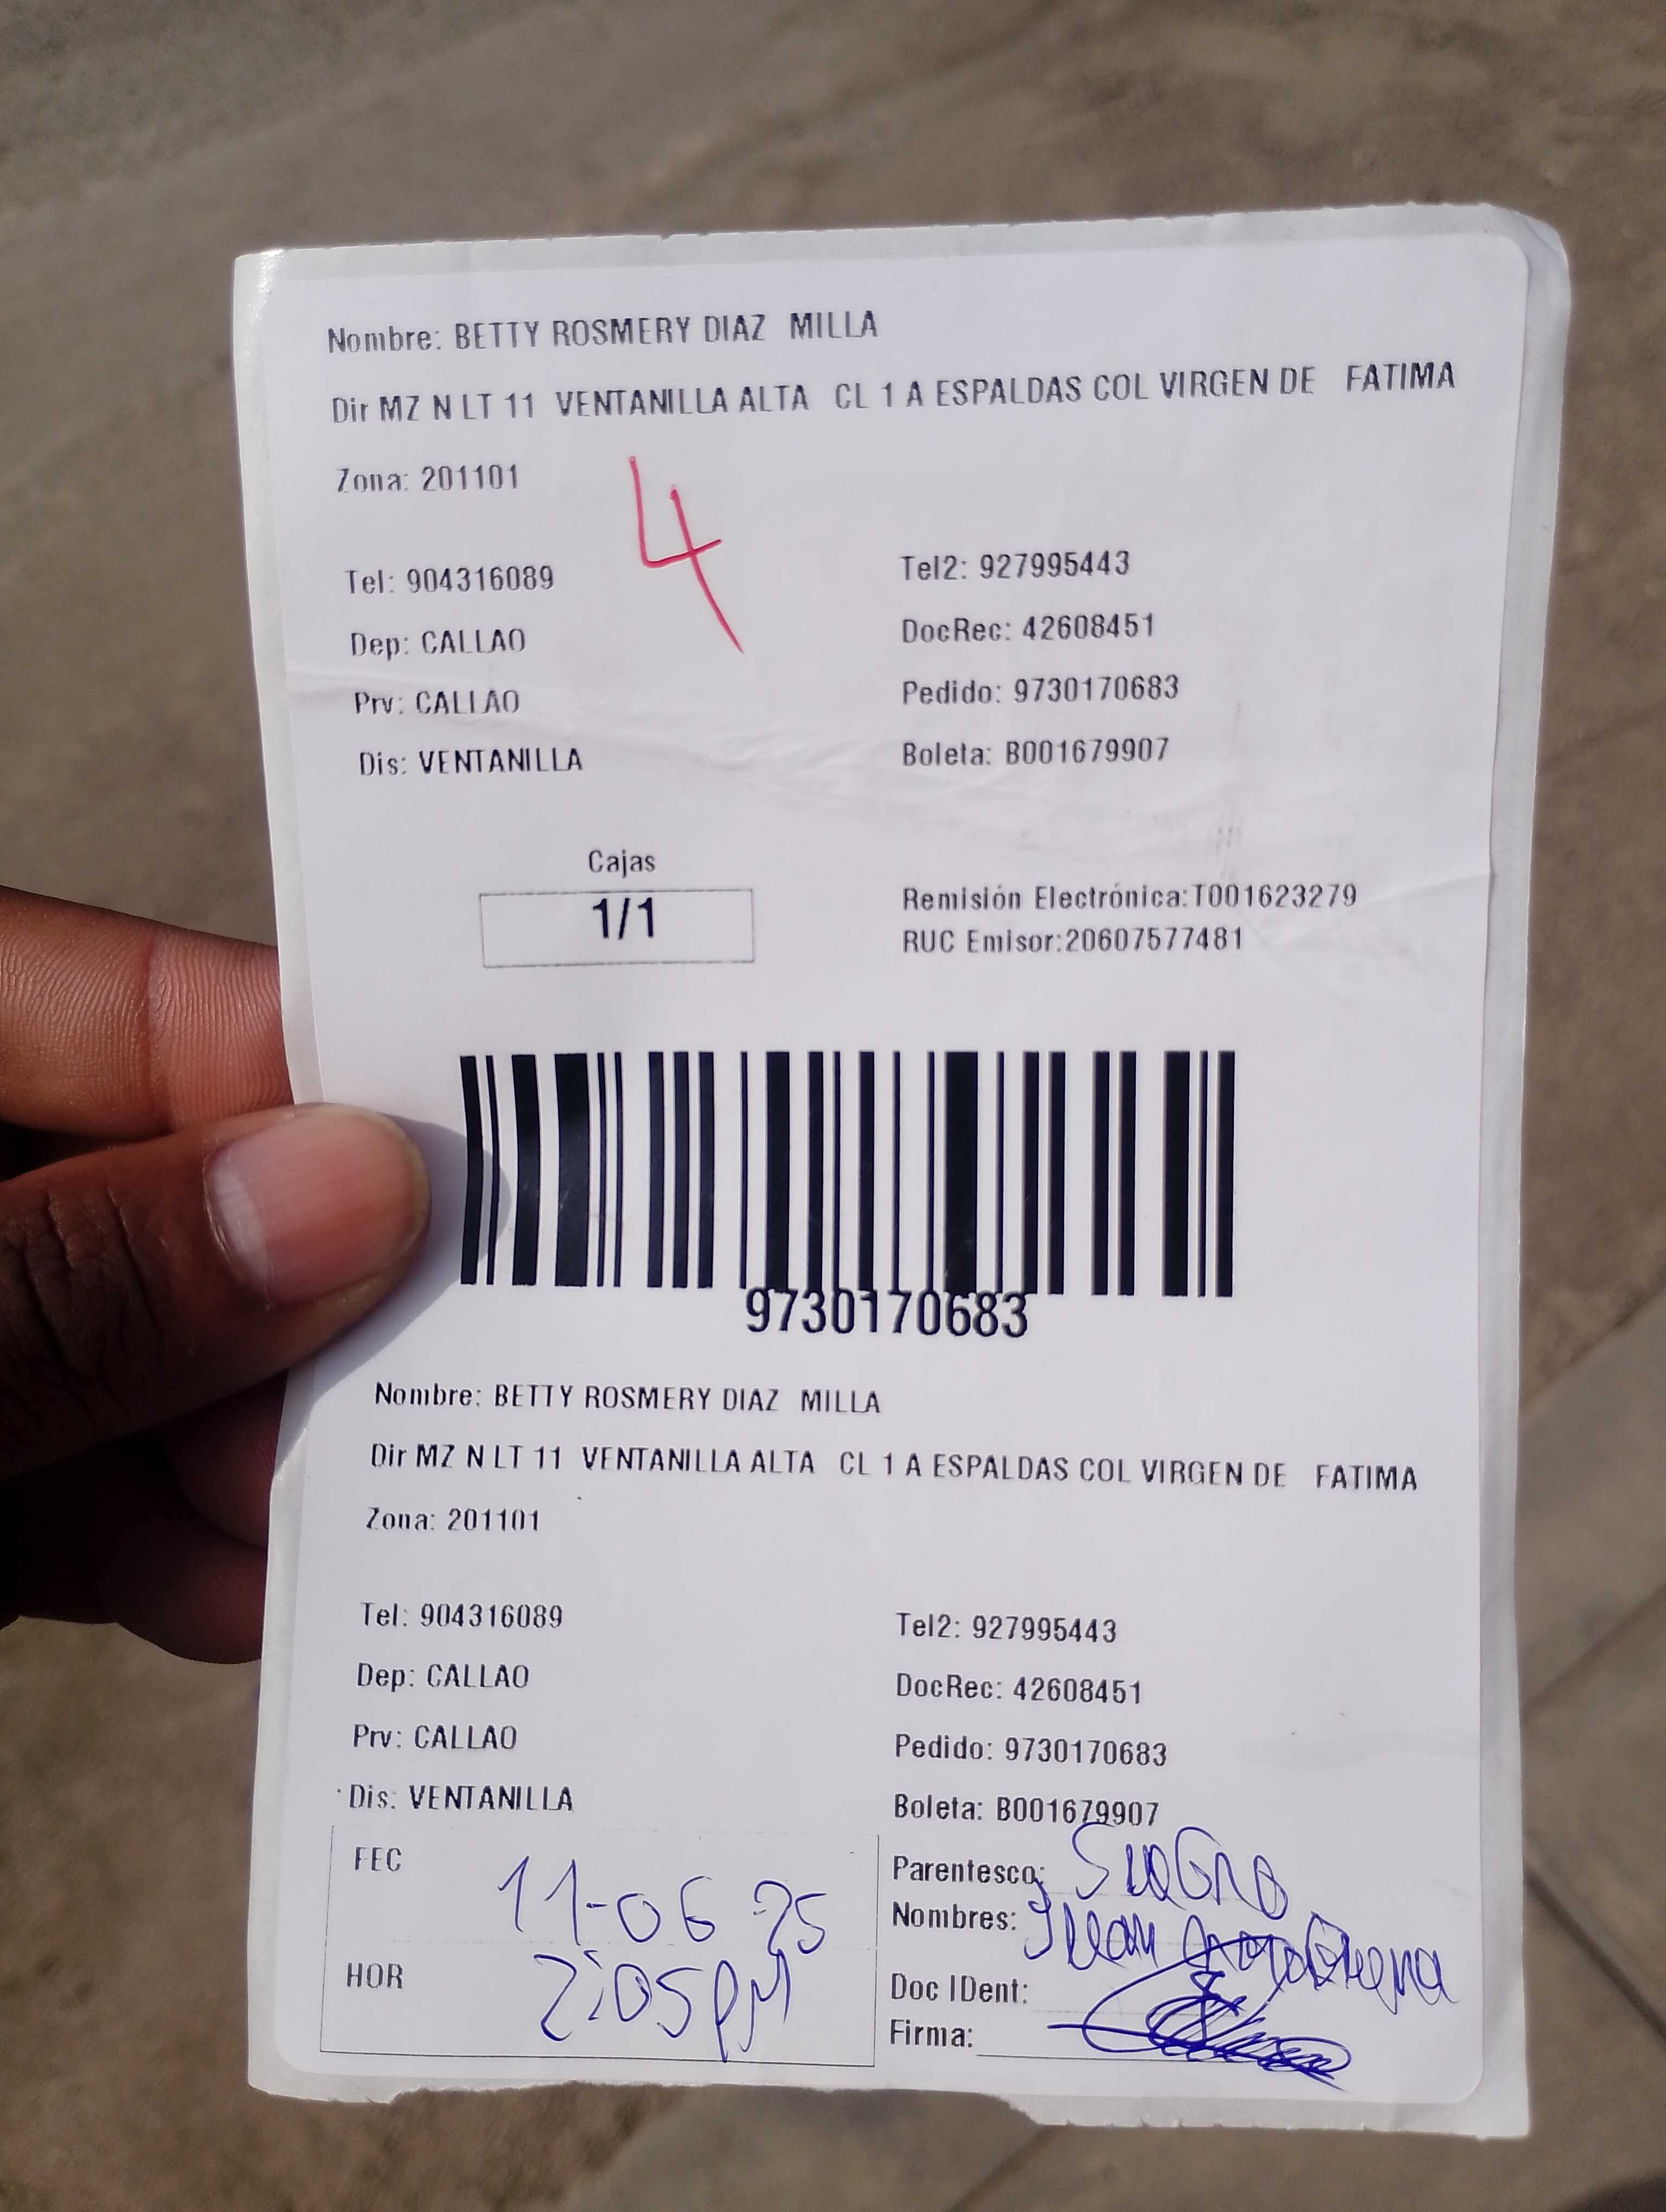 Nombre: BETTY ROSMERY DIAZ MILLA
Dir MZ N LT 11 VENTANILLA ALTA CL 1 A ESPALDAS COL VIRGEN DE FATIMA
Zona: 201101
4
Tel: 904316089 Tel2: 927995443
Dep: CALLAO DocRec: 42608451
Prv: CALLAO Pedido: 9730170683
Dis: VENTANILLA Boleta: B001679907
Cajas
1/1
Remisión Electrónica:T001623279
RUC Emisor:20607577481
9730170683
Nombre: BETTY ROSMERY DIAZ MILLA
Dir MZ N LT 11 VENTANILLA ALTA CL 1 A ESPALDAS COL VIRGEN DE FATIMA
Zona: 201101
Tel: 904316089 Tel2: 927995443
Dep: CALLAO DocRec: 42608451
Prv: CALLAO Pedido: 9730170683
Dis: VENTANILLA Boleta: B001679907
FEC 11-06 25
HOR 2:05 PM
Parentesco: SUEGRO
Nombres: Juan
Doc IDent:
Firma: